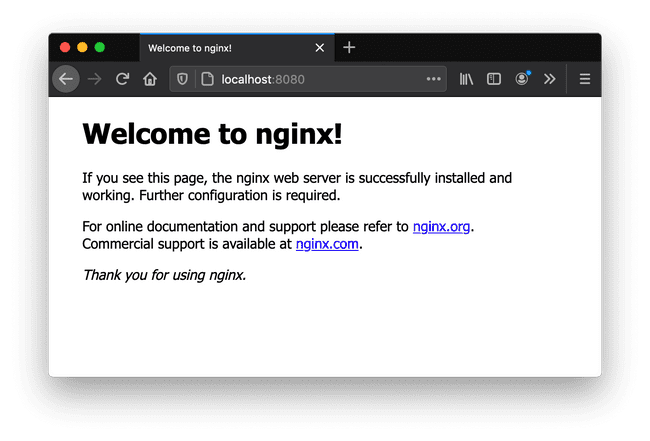 Welcome to nginx!
localhost:8080
Welcome to nginx!
If you see this page, the nginx web server is successfully installed and
working. Further configuration is required.
For online documentation and support please refer to nginx.org.
Commercial support is available at nginx.com.
Thank you for using nginx.